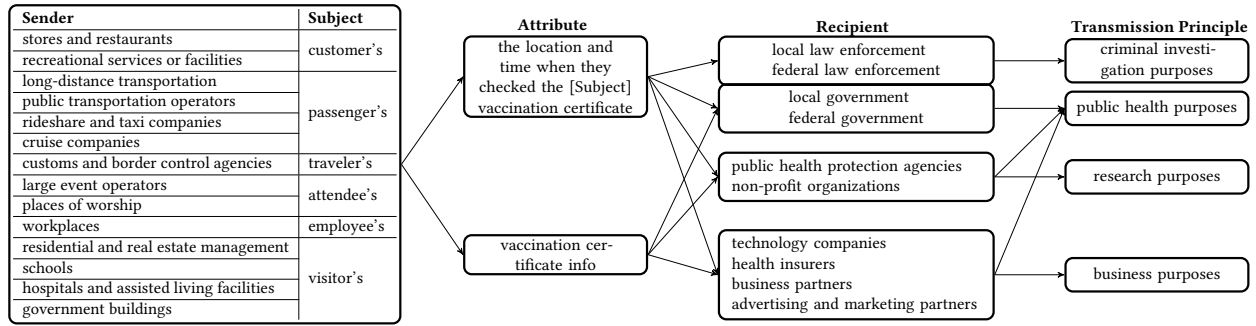 Sender Subject
stores and restaurants
customer's
recreational services or facilities
long-distance transportation
public transportation operators
passenger's
rideshare and taxi companies
cruise companies
customs and border control agencies traveler's
large event operators
attendee's
places of worship
workplaces employee's
residential and real estate management
schools
visitor's
hospitals and assisted living facilities
government buildings
Attribute
the location and
time when they
checked the [Subject]
vaccination certificate
vaccination cer-
tificate info
Recipient
local law enforcement
federal law enforcement
local government
federal government
public health protection agencies
non-profit organizations
technology companies
health insurers
business partners
advertising and marketing partners
Transmission Principle
criminal investi-
gation purposes
public health purposes
research purposes
business purposes